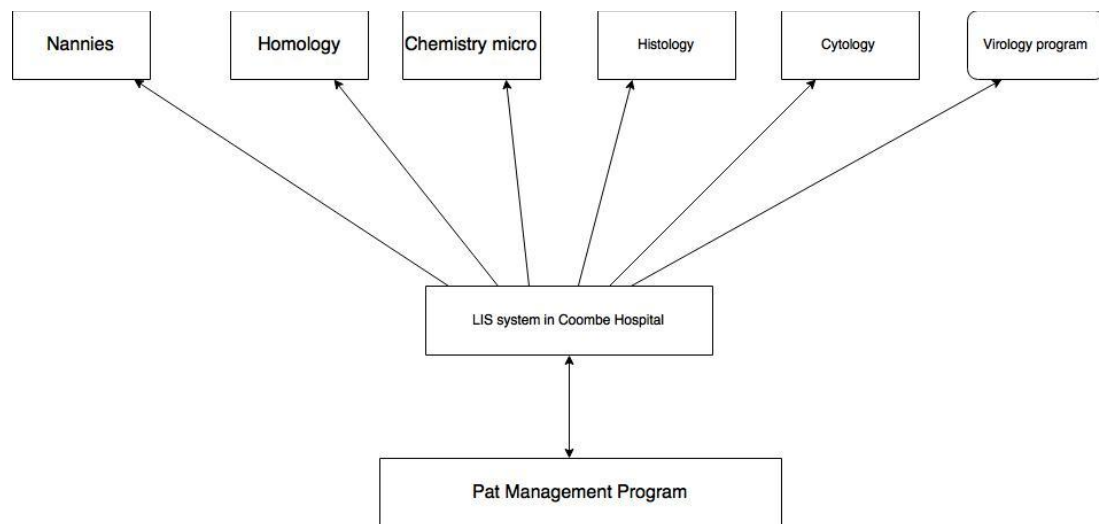 Nannies
Homology
Chemistry micro
Histology
Cytology
Virology program
LIS system in Coombe Hospital
Pat Management Program